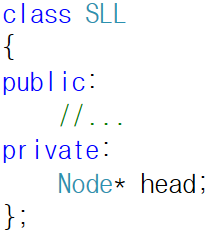 class SLL
{
public:
    //...
private:
    Node* head;
};